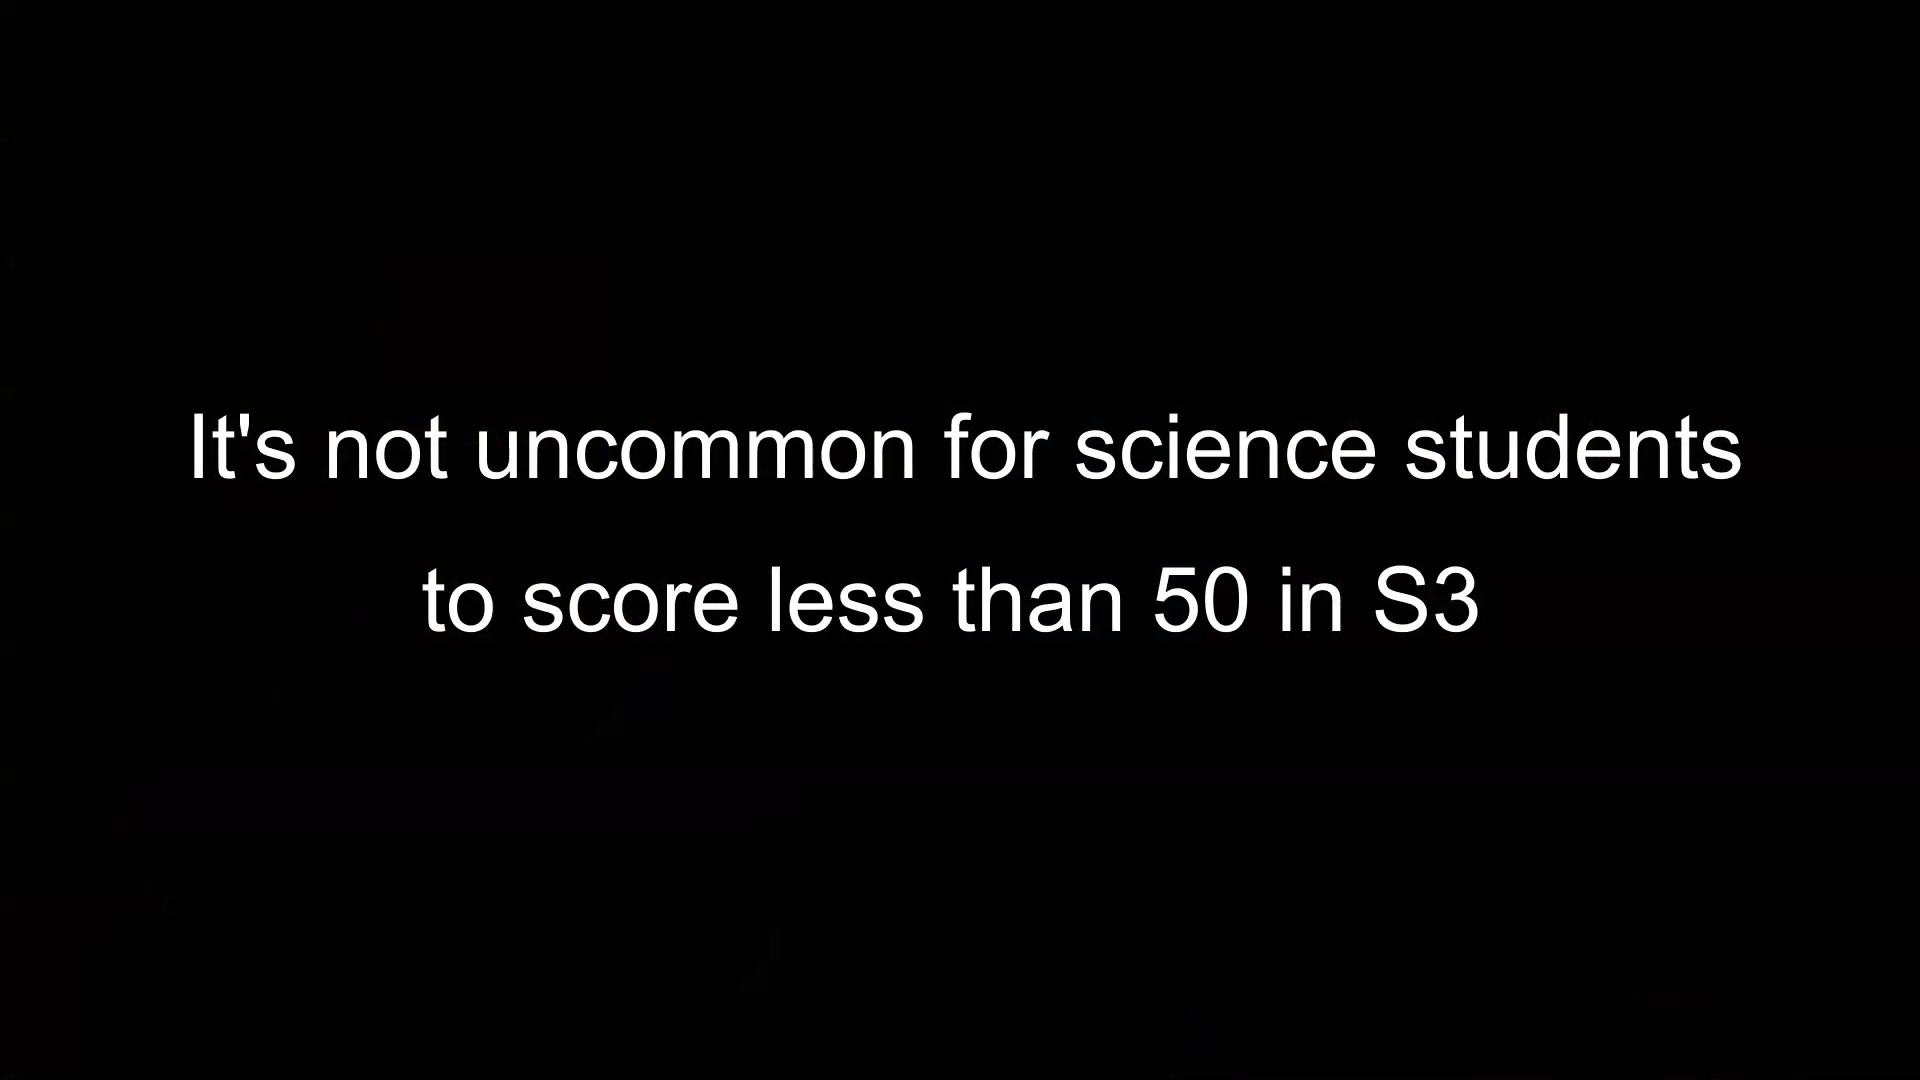 It's not uncommon for science students
to score less than 50 in S3